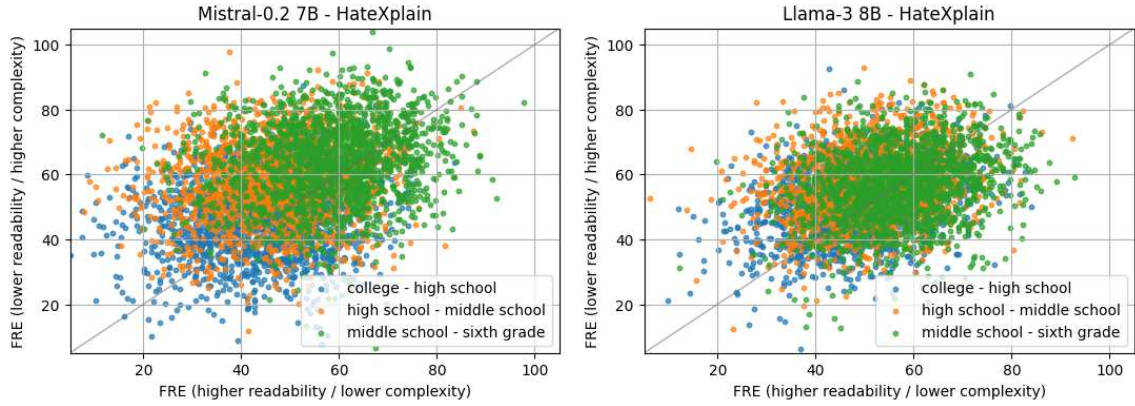 Mistral-0.2 7B - HateXplain
FRE (lower readability / higher complexity)
100
80
60
40
20
college - high school
high school - middle school
middle school - sixth grade
20 40 60 80 100
FRE (higher readability / lower complexity)
Llama-3 8B - HateXplain
FRE (lower readability / higher complexity)
100
80
60
40
20
college - high school
high school - middle school
middle school - sixth grade
20 40 60 80 100
FRE (higher readability / lower complexity)